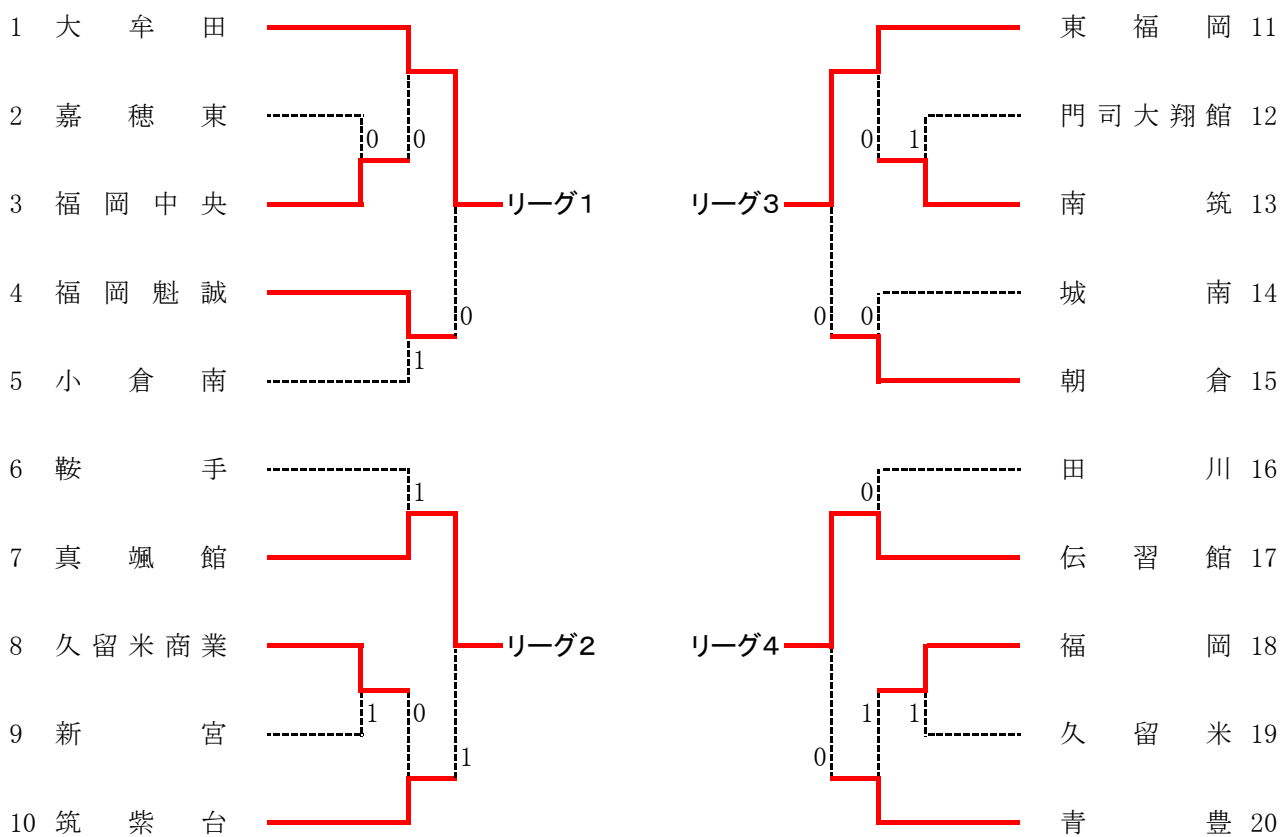 1 大牟田
東福岡 11
2 嘉穂東
門司大翔館 12
0 0
0 1
3 福岡中央
リーグ1
リーグ3
南筑 13
4 福岡魁誠
城南 14
0
0 0
1
5 小倉南
朝倉 15
6 鞍手
田川 16
1
0
7 真颯館
伝習館 17
8 久留米商業
リーグ2
リーグ4
福岡 18
1 0
1 1
9 新宮
久留米 19
1
0
10 筑紫台
青豊 20